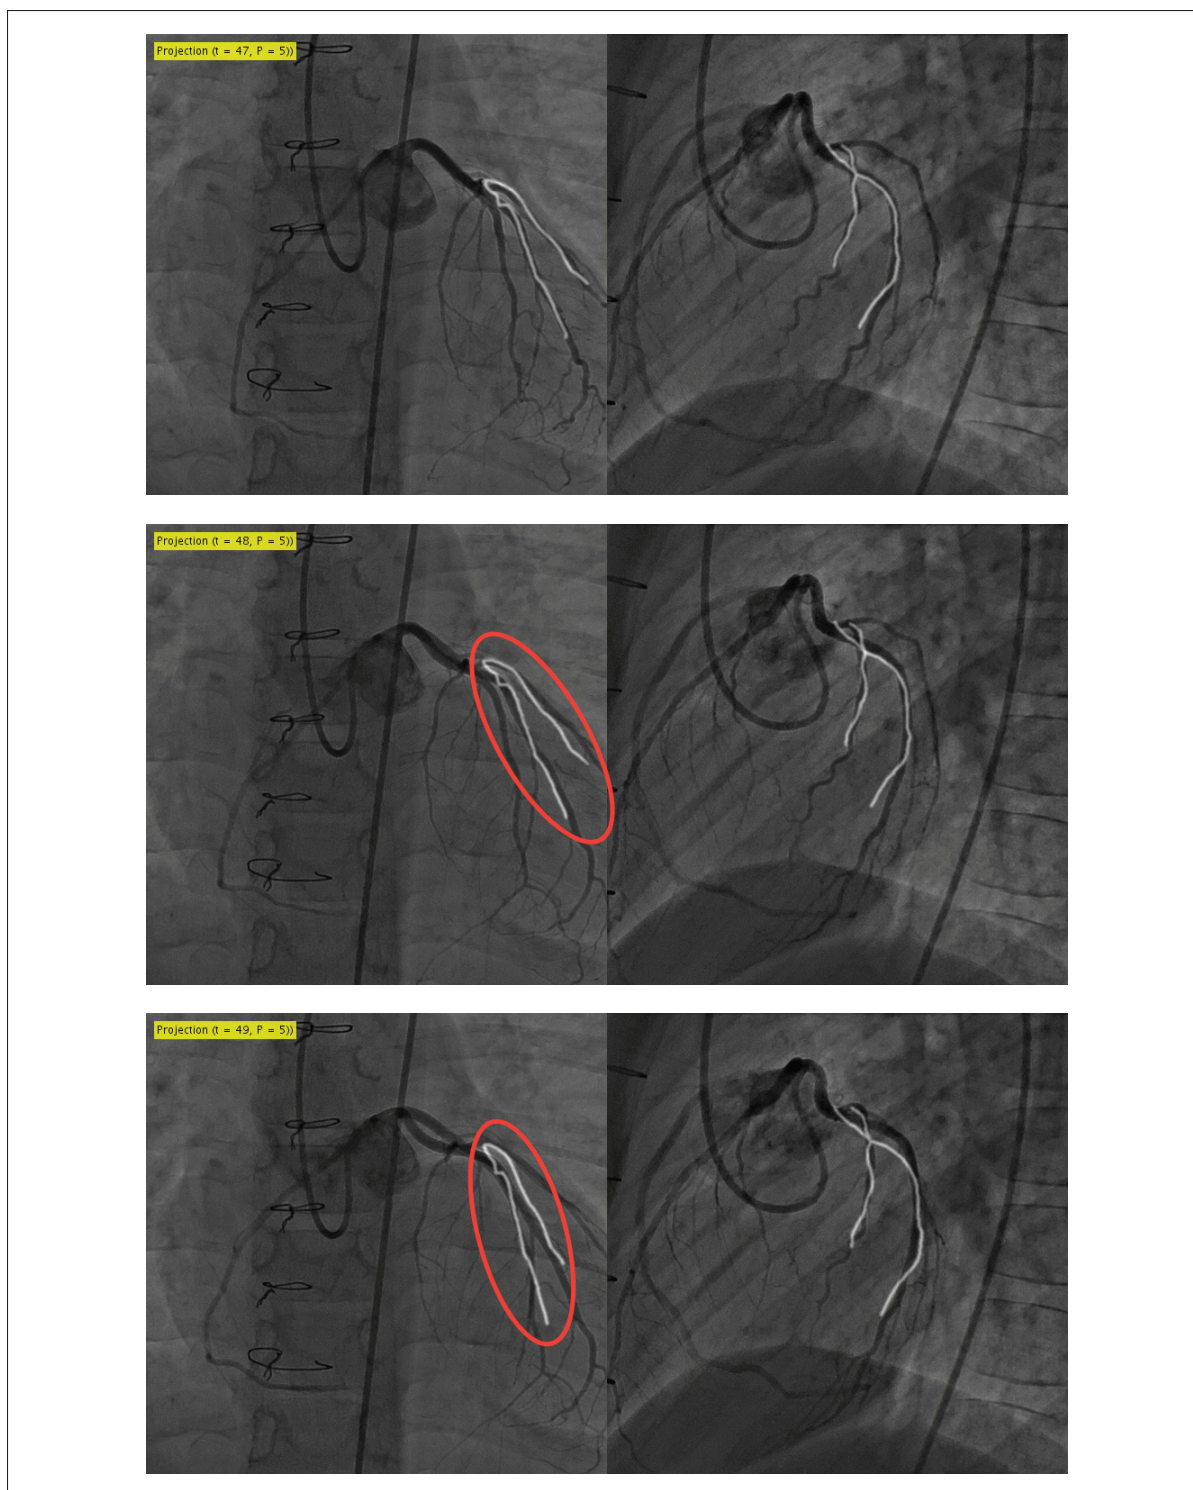 Projection (t = 47, P = 5))
Projection (t = 48, P = 5))
Projection (t = 49, P = 5))